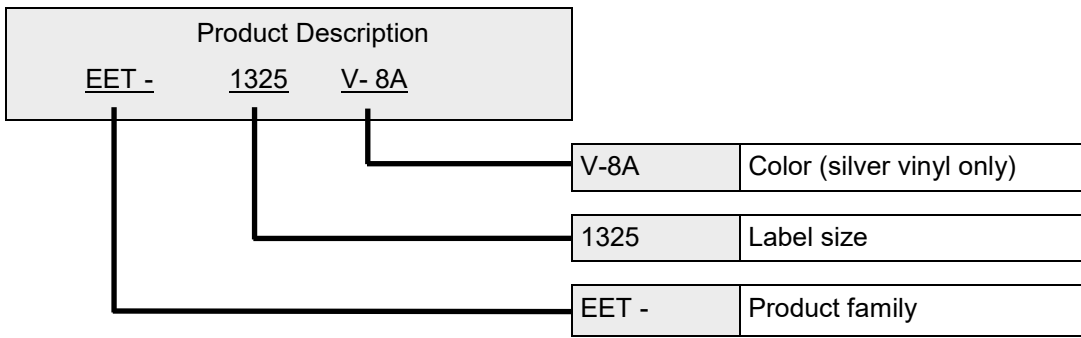 Product Description
EET - 1325 V- 8A
V-8A Color (silver vinyl only)
1325 Label size
EET - Product family